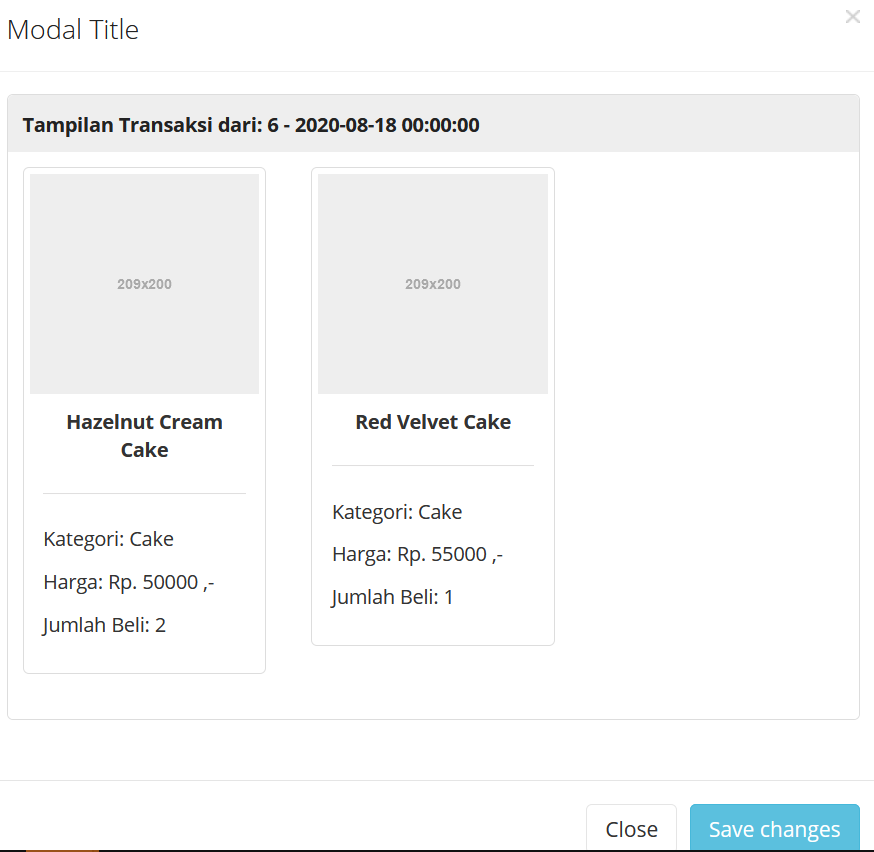 Modal Title
×
Tampilan Transaksi dari: 6 - 2020-08-18 00:00:00
209x200
Hazelnut Cream
Cake
Kategori: Cake
Harga: Rp. 50000 ,-
Jumlah Beli: 2
209x200
Red Velvet Cake
Kategori: Cake
Harga: Rp. 55000 ,-
Jumlah Beli: 1
Close
Save changes